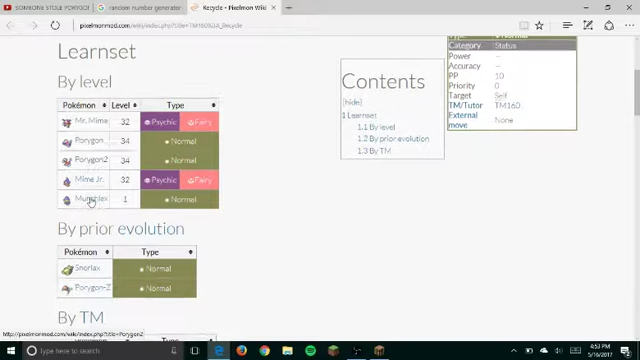 SOMEONE STOLE PORYGO
random number generator
Recycle - Pixelmon Wiki
pixelmonmod.com/wiki/index.php?title=TM160
Recycle
Learnset
By level
Pokémon Level Type
Mr. Mime 32 Psychic Fairy
Porygon 34 Normal
Porygon2 34 Normal
Mime Jr. 32 Psychic Fairy
Munchlax 1 Normal
By prior evolution
Pokémon Type
Snorlax Normal
Porygon-Z Normal
By TM
Contents
[hide]
1 Learnset
1.1 By level
1.2 By prior evolution
1.3 By TM
Category Status
Power —
Accuracy —
PP 10
Priority 0
Target Self
TM/Tutor TM160
External move None
http://pixelmonmod.com/wiki/index.php?title=PorygonZ
Type here to search
4:53 PM
5/16/2017